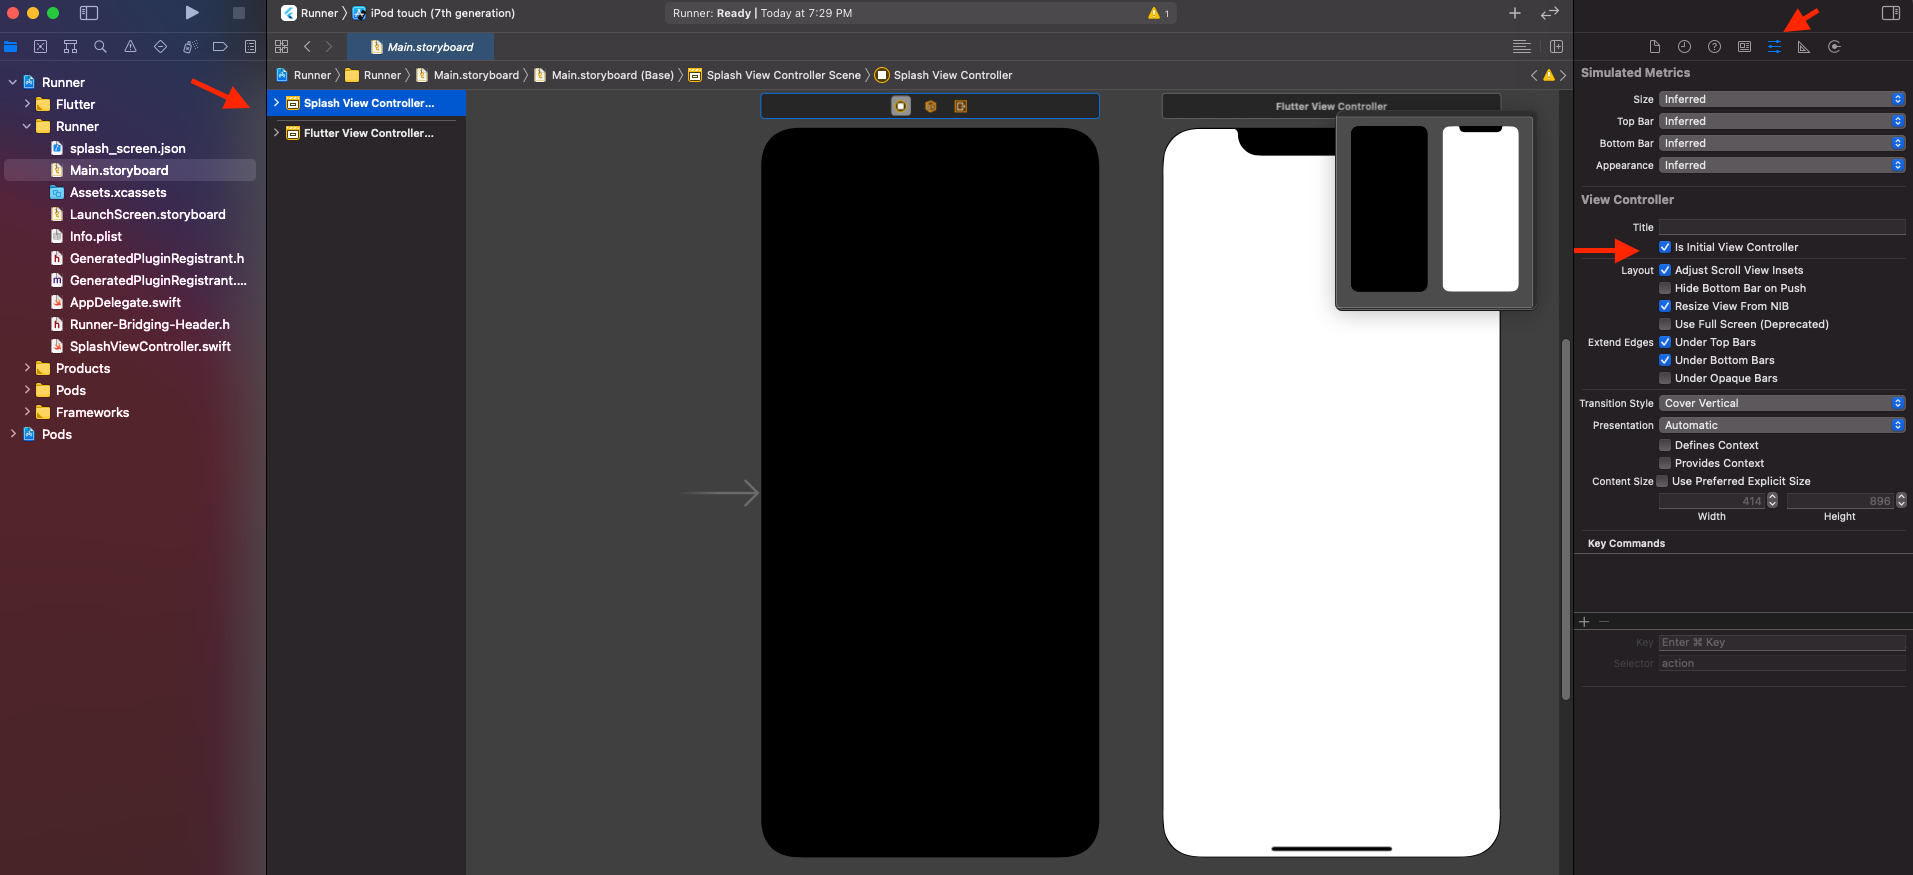 Runner
iPod touch (7th generation)
Runner: Ready | Today at 7:29 PM
1
Main.storyboard
Runner
Runner
Main.storyboard
Main.storyboard (Base)
Splash View Controller Scene
Splash View Controller
Runner
Flutter
Runner
splash_screen.json
Main.storyboard
Assets.xcassets
LaunchScreen.storyboard
Info.plist
GeneratedPluginRegistrant.h
GeneratedPluginRegistrant....
AppDelegate.swift
Runner-Bridging-Header.h
SplashViewController.swift
Products
Pods
Frameworks
Pods
Splash View Controller...
Flutter View Controller...
Flutter View Controller
Simulated Metrics
Size Inferred
Top Bar Inferred
Bottom Bar Inferred
Appearance Inferred
View Controller
Title
Is Initial View Controller
Layout Adjust Scroll View Insets
Hide Bottom Bar on Push
Resize View From NIB
Use Full Screen (Deprecated)
Extend Edges Under Top Bars
Under Bottom Bars
Under Opaque Bars
Transition Style Cover Vertical
Presentation Automatic
Defines Context
Provides Context
Content Size Use Preferred Explicit Size
414 896
Width Height
Key Commands
Key Enter ⌘ Key
Selector action